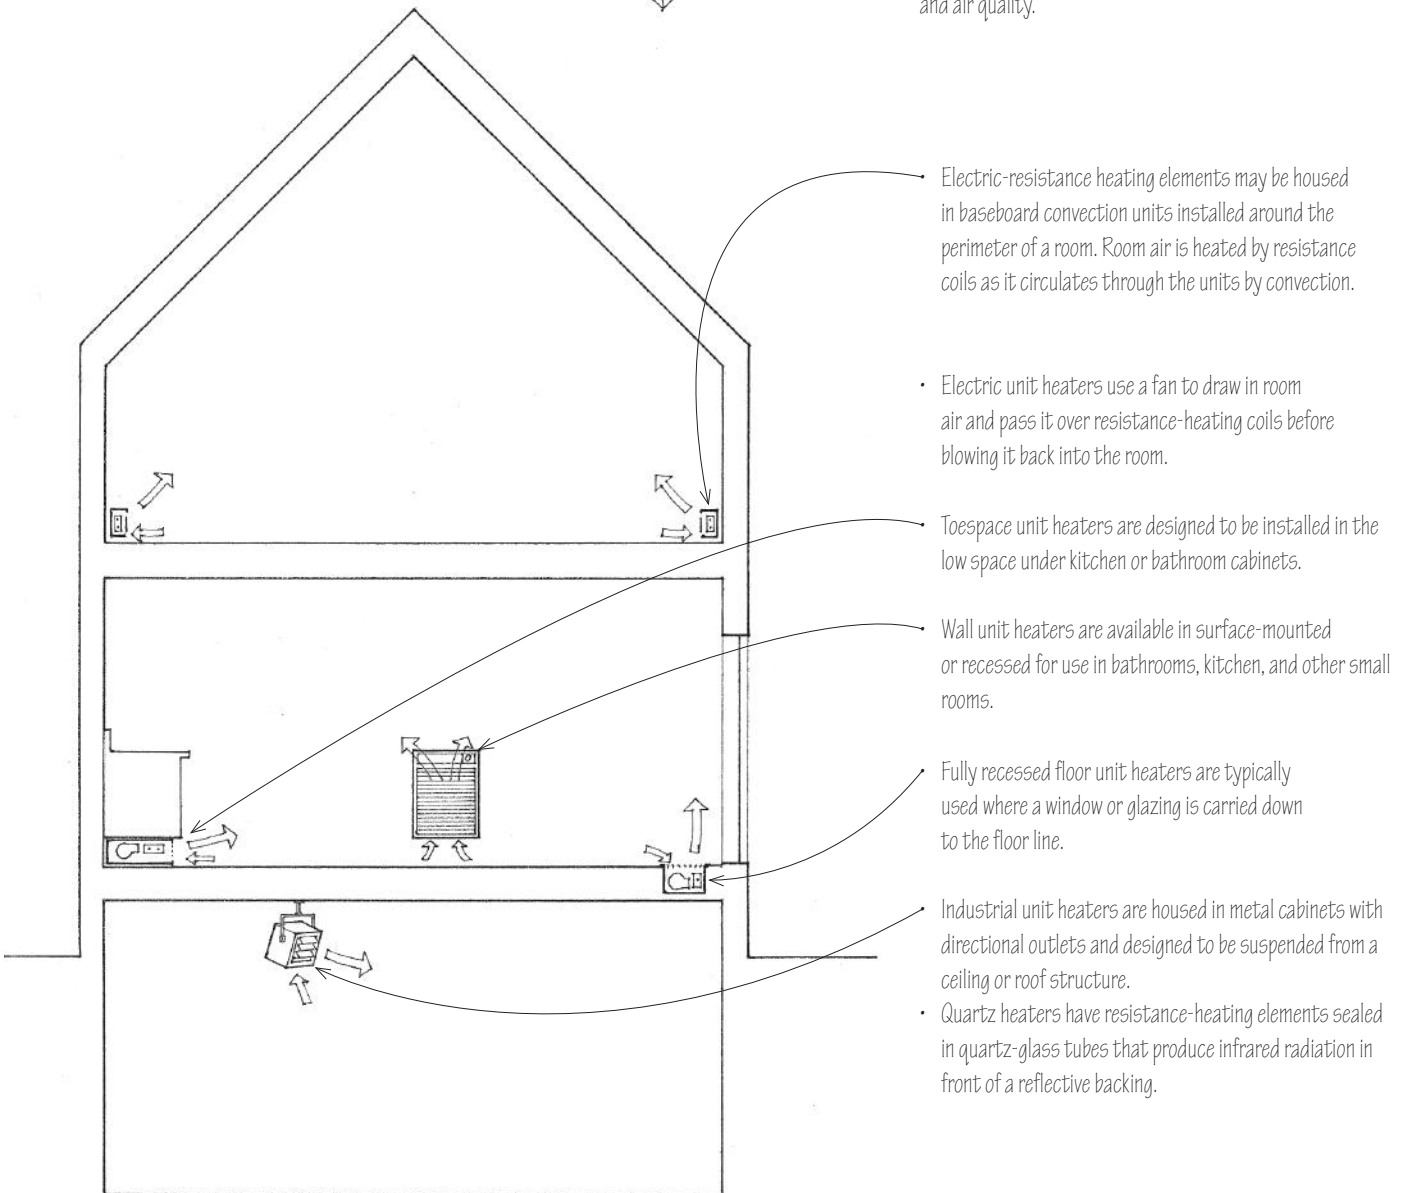 and air quality.
• Electric-resistance heating elements may be housed
in baseboard convection units installed around the
perimeter of a room. Room air is heated by resistance
coils as it circulates through the units by convection.
• Electric unit heaters use a fan to draw in room
air and pass it over resistance-heating coils before
blowing it back into the room.
• Toespace unit heaters are designed to be installed in the
low space under kitchen or bathroom cabinets.
• Wall unit heaters are available in surface-mounted
or recessed for use in bathrooms, kitchen, and other small
rooms.
• Fully recessed floor unit heaters are typically
used where a window or glazing is carried down
to the floor line.
• Industrial unit heaters are housed in metal cabinets with
directional outlets and designed to be suspended from a
ceiling or roof structure.
• Quartz heaters have resistance-heating elements sealed
in quartz-glass tubes that produce infrared radiation in
front of a reflective backing.